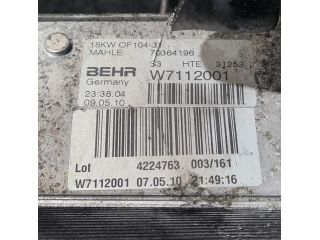 18KW OF104-31
MAHLE 70364196
S3 HTE 31253
BEHR W7112001
Germany
23:38:04
09.05.10
Lot 4224763 003/161
W7112001 07.05.10 21:49:16